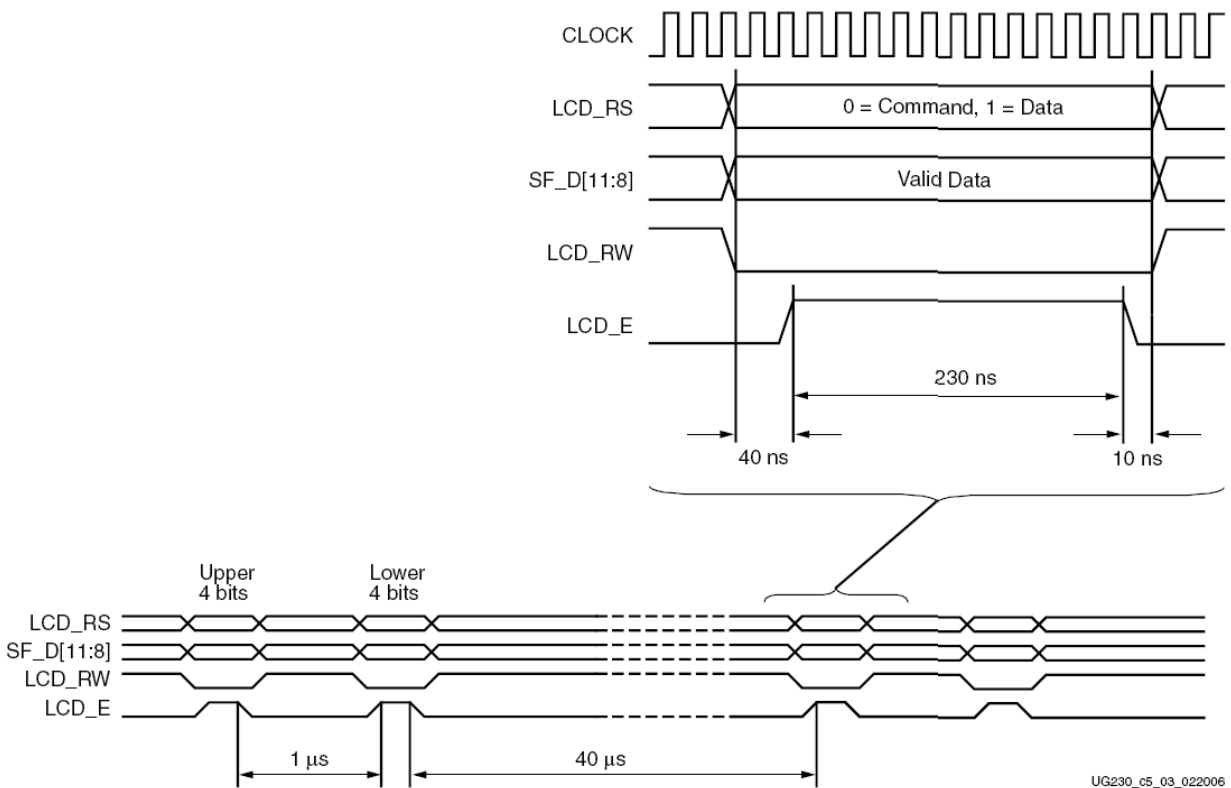 CLOCK
LCD_RS
0 = Command, 1 = Data
SF_D[11:8]
Valid Data
LCD_RW
LCD_E
230 ns
40 ns
10 ns
Upper
4 bits
Lower
4 bits
LCD_RS
SF_D[11:8]
LCD_RW
LCD_E
1 μs
40 μs
UG230_c5_03_022006